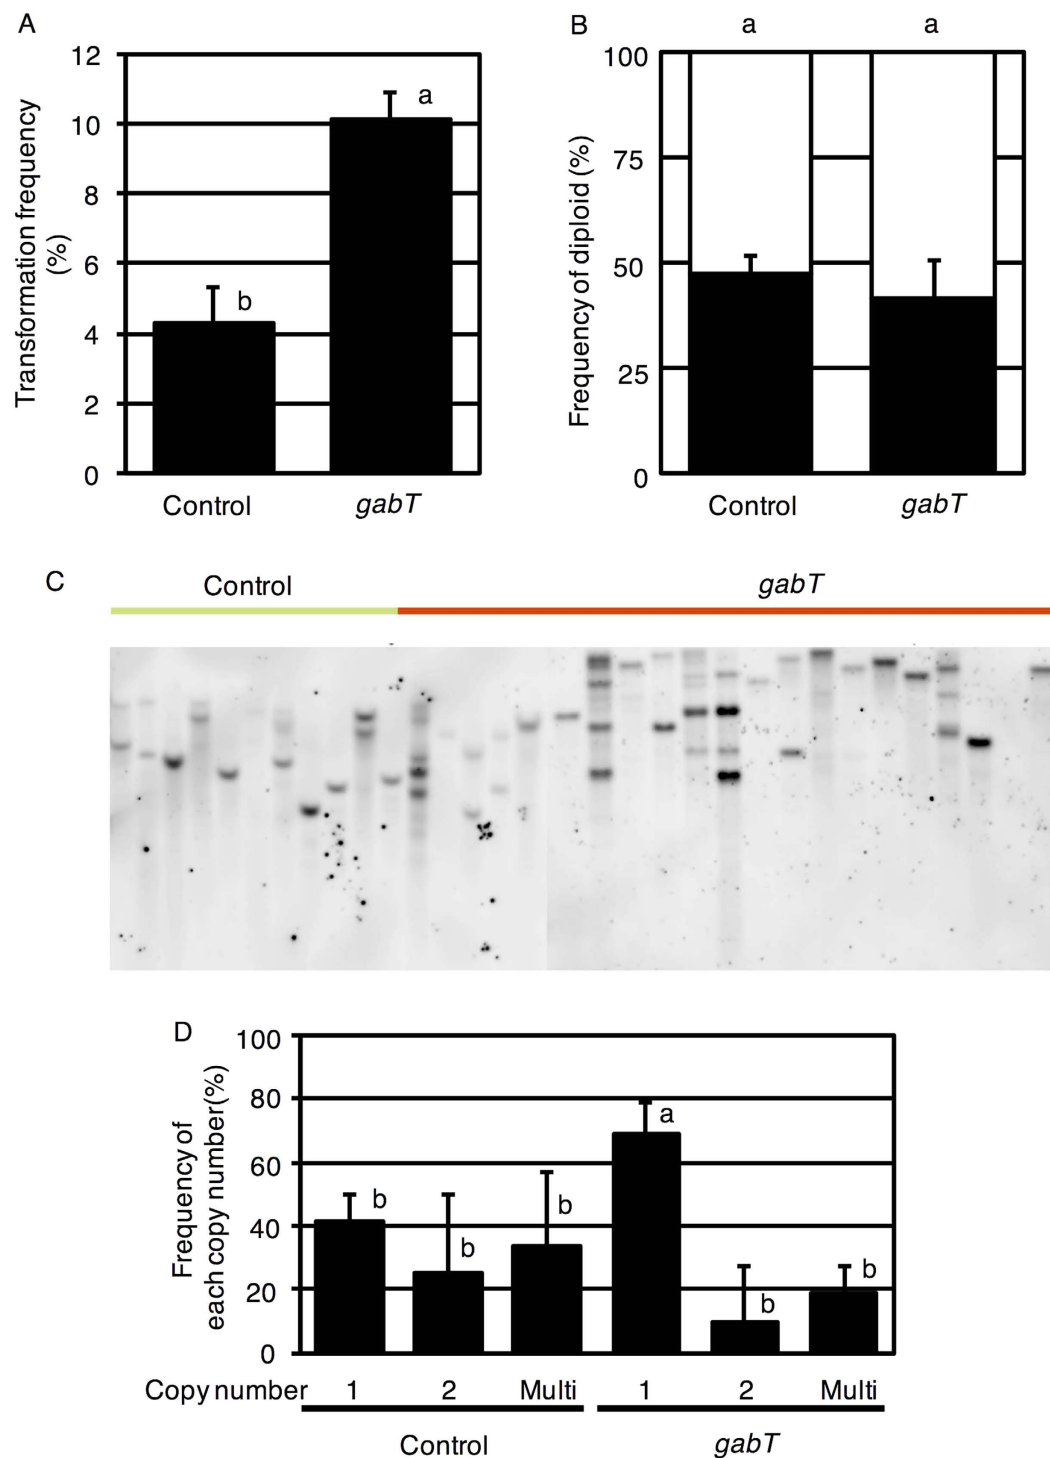 A
Transformation frequency
(%)
12
10
8
6
4
2
0
b
a
Control
gabT
B
Frequency of diploid (%)
100
75
50
25
0
a
a
Control
gabT
C
Control
gabT
D
Frequency of
each copy number(%)
100
80
60
40
20
0
b
b
b
a
b
b
Copy number
1
2
Multi
1
2
Multi
Control
gabT